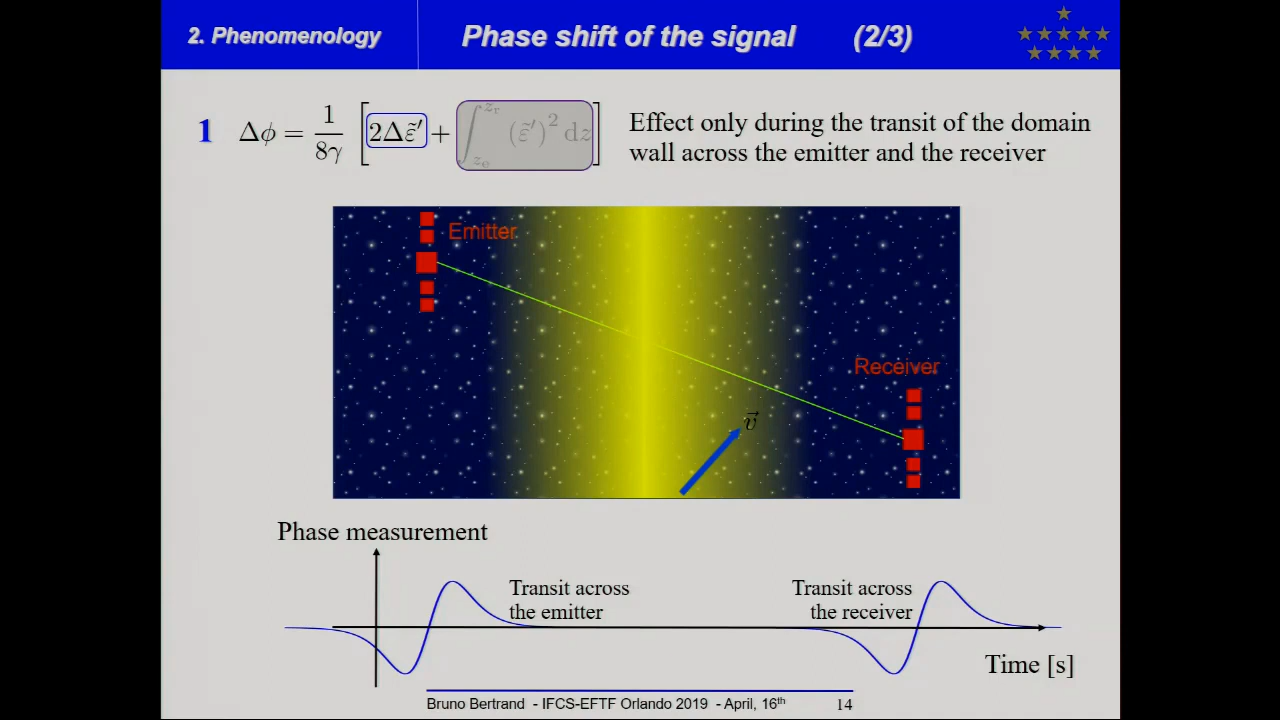 2. Phenomenology
Phase shift of the signal (2/3)
1 Δϕ = 1/8γ [2Δε̃′ + ∫_{z_e}^{z_r} (ε̃′)² dz]
Effect only during the transit of the domain
wall across the emitter and the receiver
Emitter
Receiver
v⃗
Phase measurement
Transit across
the emitter
Transit across
the receiver
Time [s]
Bruno Bertrand - IFCS-EFTF Orlando 2019 - April, 16th
14